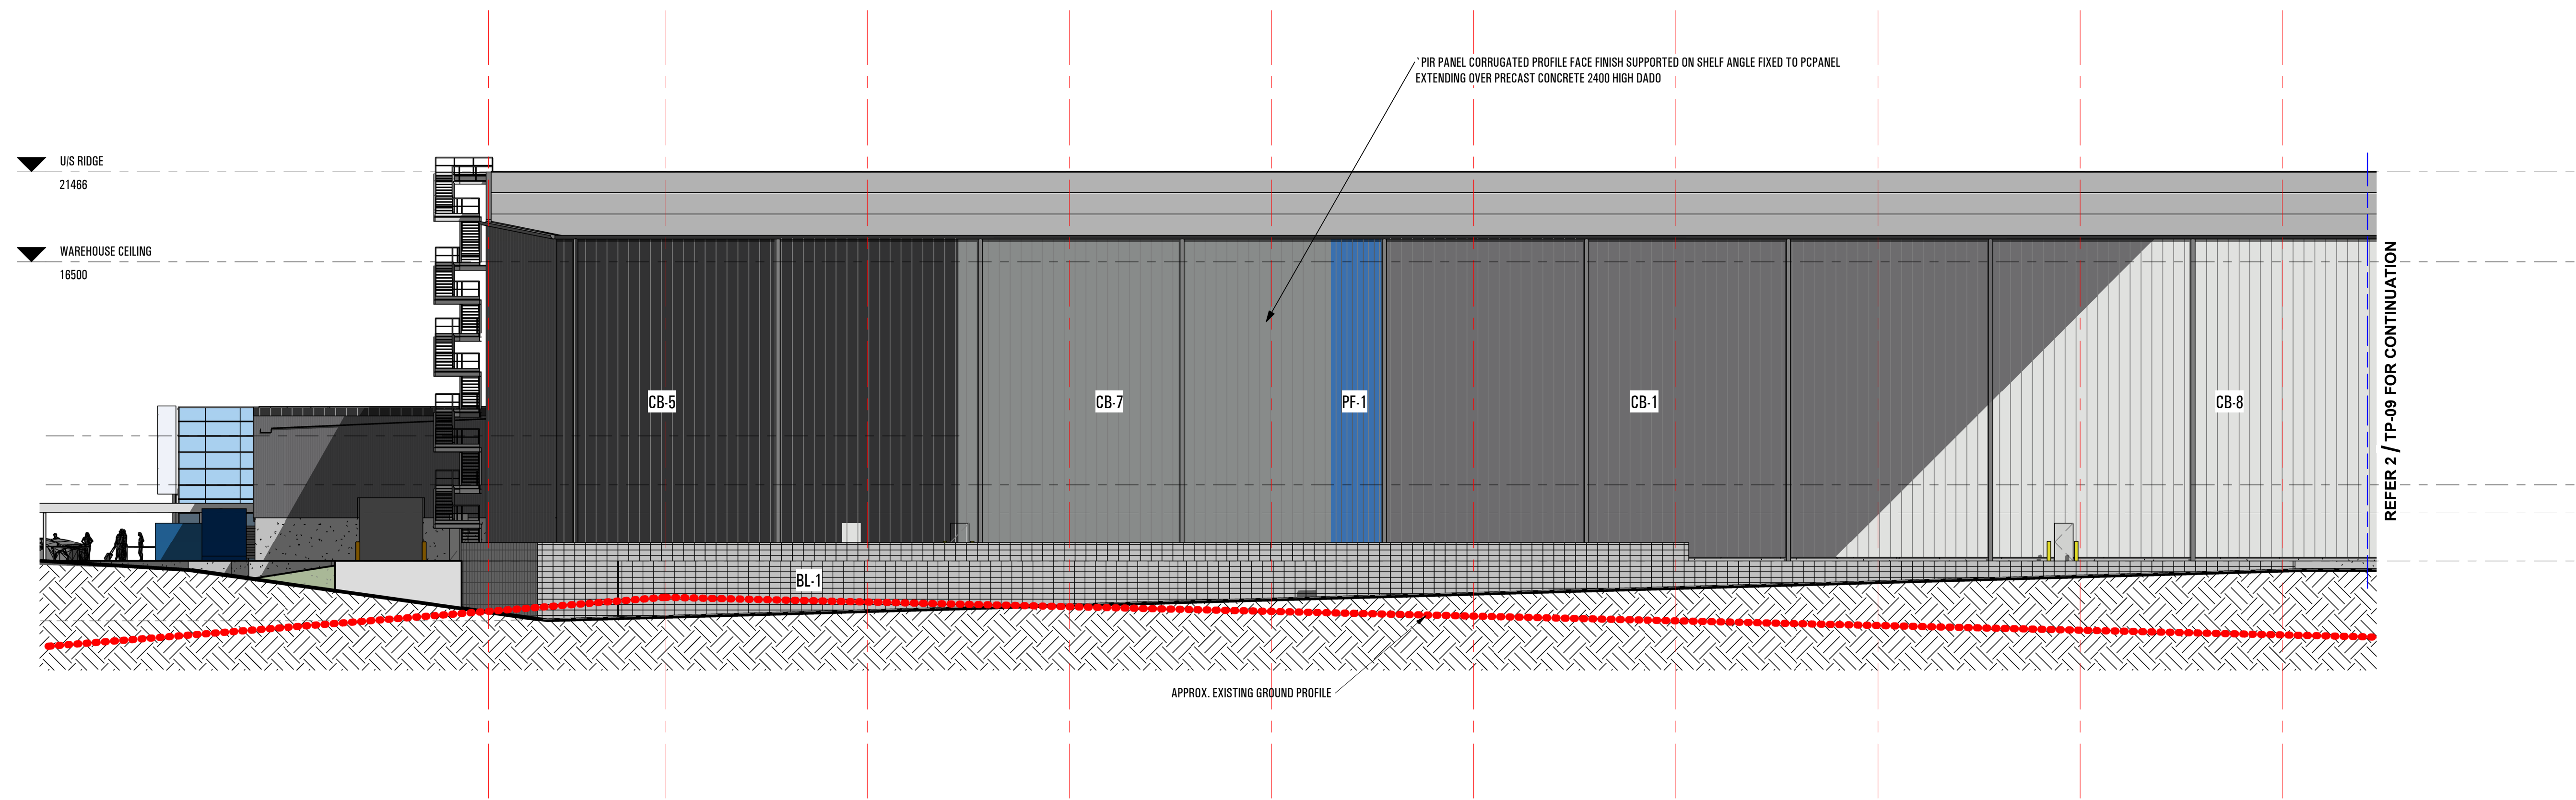 ` PIR PANEL CORRUGATED PROFILE FACE FINISH SUPPORTED ON SHELF ANGLE FIXED TO PCPANEL
EXTENDING OVER PRECAST CONCRETE 2400 HIGH DADO
U/S RIDGE
21466
WAREHOUSE CEILING
16500
CB-5
CB-7
PF-1
CB-1
CB-8
REFER 2 / TP-09 FOR CONTINUATION
BL-1
APPROX. EXISTING GROUND PROFILE